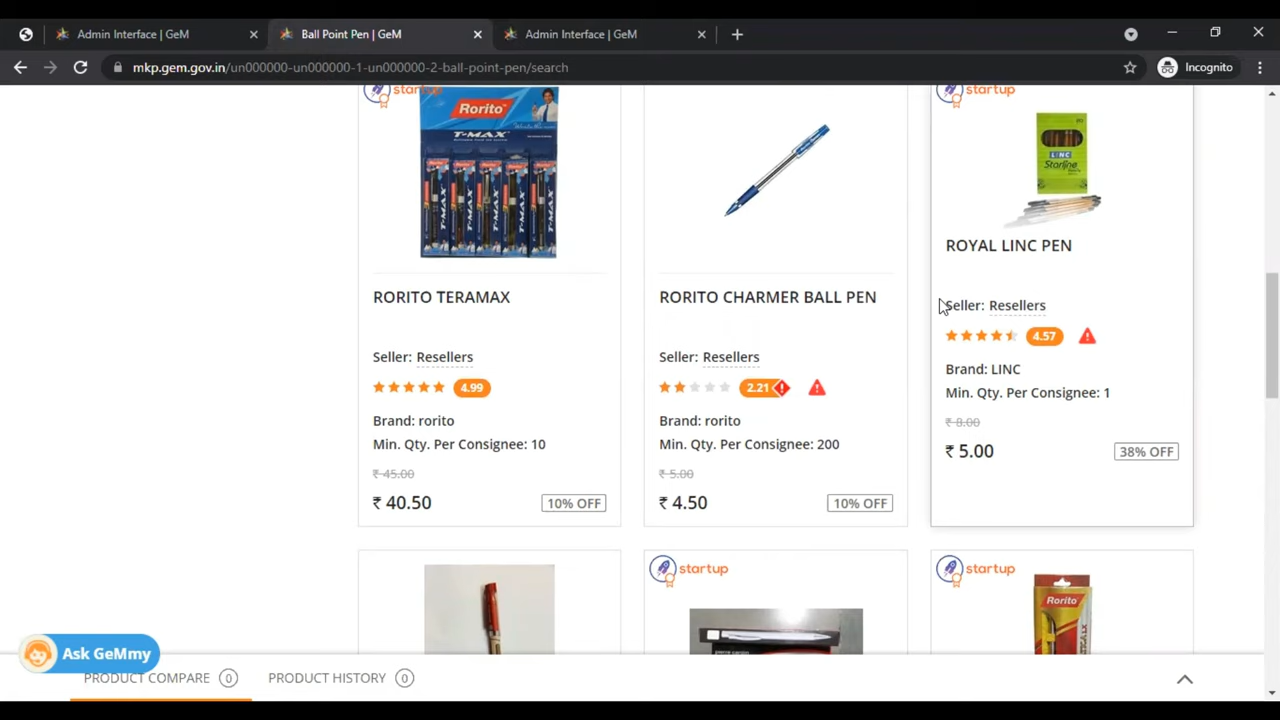 Admin Interface | GeM
Ball Point Pen | GeM
Admin Interface | GeM
mkp.gem.gov.in/un000000-un000000-1-un000000-2-ball-point-pen/search
Incognito
startup
Rorito
T-MAX
T-MAX
T-MAX
T-MAX
T-MAX
T-MAX
RORITO TERAMAX
Seller: Resellers
4.99
Brand: rorito
Min. Qty. Per Consignee: 10
₹ 45.00
₹ 40.50
10% OFF
RORITO CHARMER BALL PEN
Seller: Resellers
2.21
Brand: rorito
Min. Qty. Per Consignee: 200
₹ 5.00
₹ 4.50
10% OFF
startup
LINC
Starline
ROYAL LINC PEN
Seller: Resellers
4.57
Brand: LINC
Min. Qty. Per Consignee: 1
₹ 8.00
₹ 5.00
38% OFF
startup
startup
Rorito
Ask GeMmy
PRODUCT COMPARE 0
PRODUCT HISTORY 0